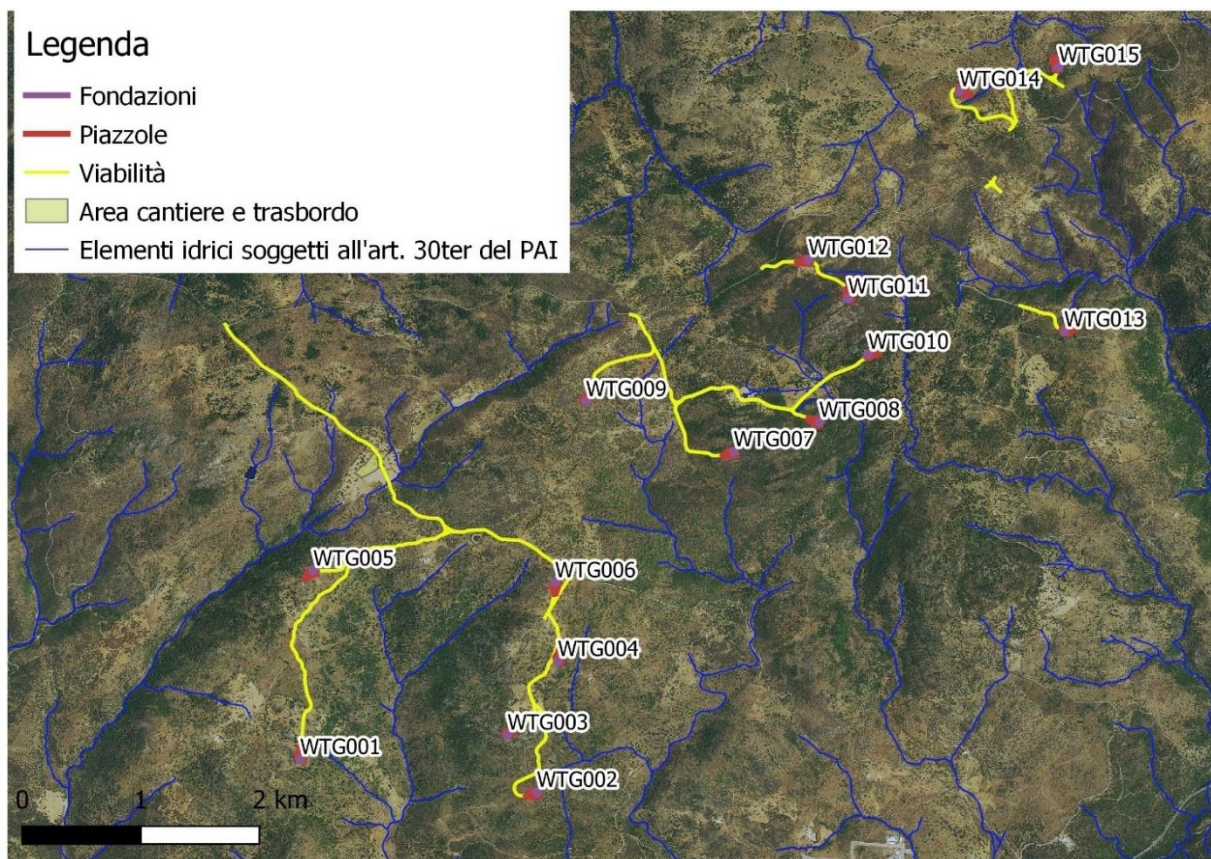 Legenda
Fondazioni
Piazzole
Viabilità
Area cantiere e trasbordo
Elementi idrici soggetti all'art. 30ter del PAI
WTG015
WTG014
WTG012
WTG011
WTG013
WTG010
WTG009
WTG008
WTG007
WTG005
WTG006
WTG004
WTG003
WTG001
WTG002
0 1 2 km